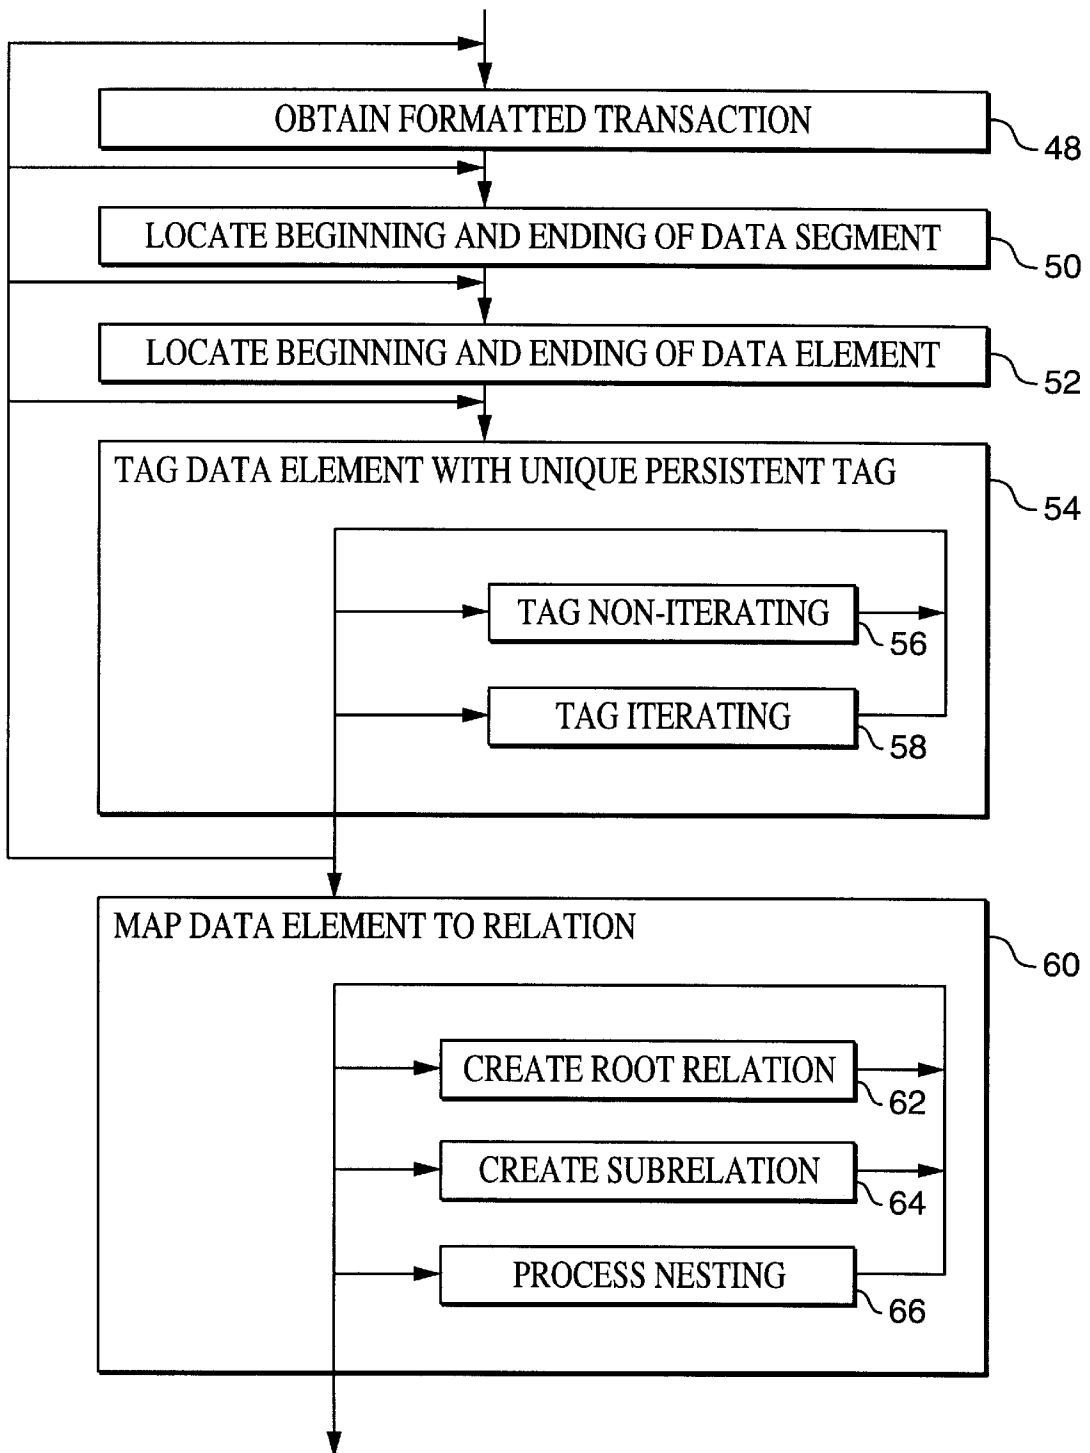 OBTAIN FORMATTED TRANSACTION
48
LOCATE BEGINNING AND ENDING OF DATA SEGMENT
50
LOCATE BEGINNING AND ENDING OF DATA ELEMENT
52
TAG DATA ELEMENT WITH UNIQUE PERSISTENT TAG
54
TAG NON-ITERATING
56
TAG ITERATING
58
MAP DATA ELEMENT TO RELATION
60
CREATE ROOT RELATION
62
CREATE SUBRELATION
64
PROCESS NESTING
66